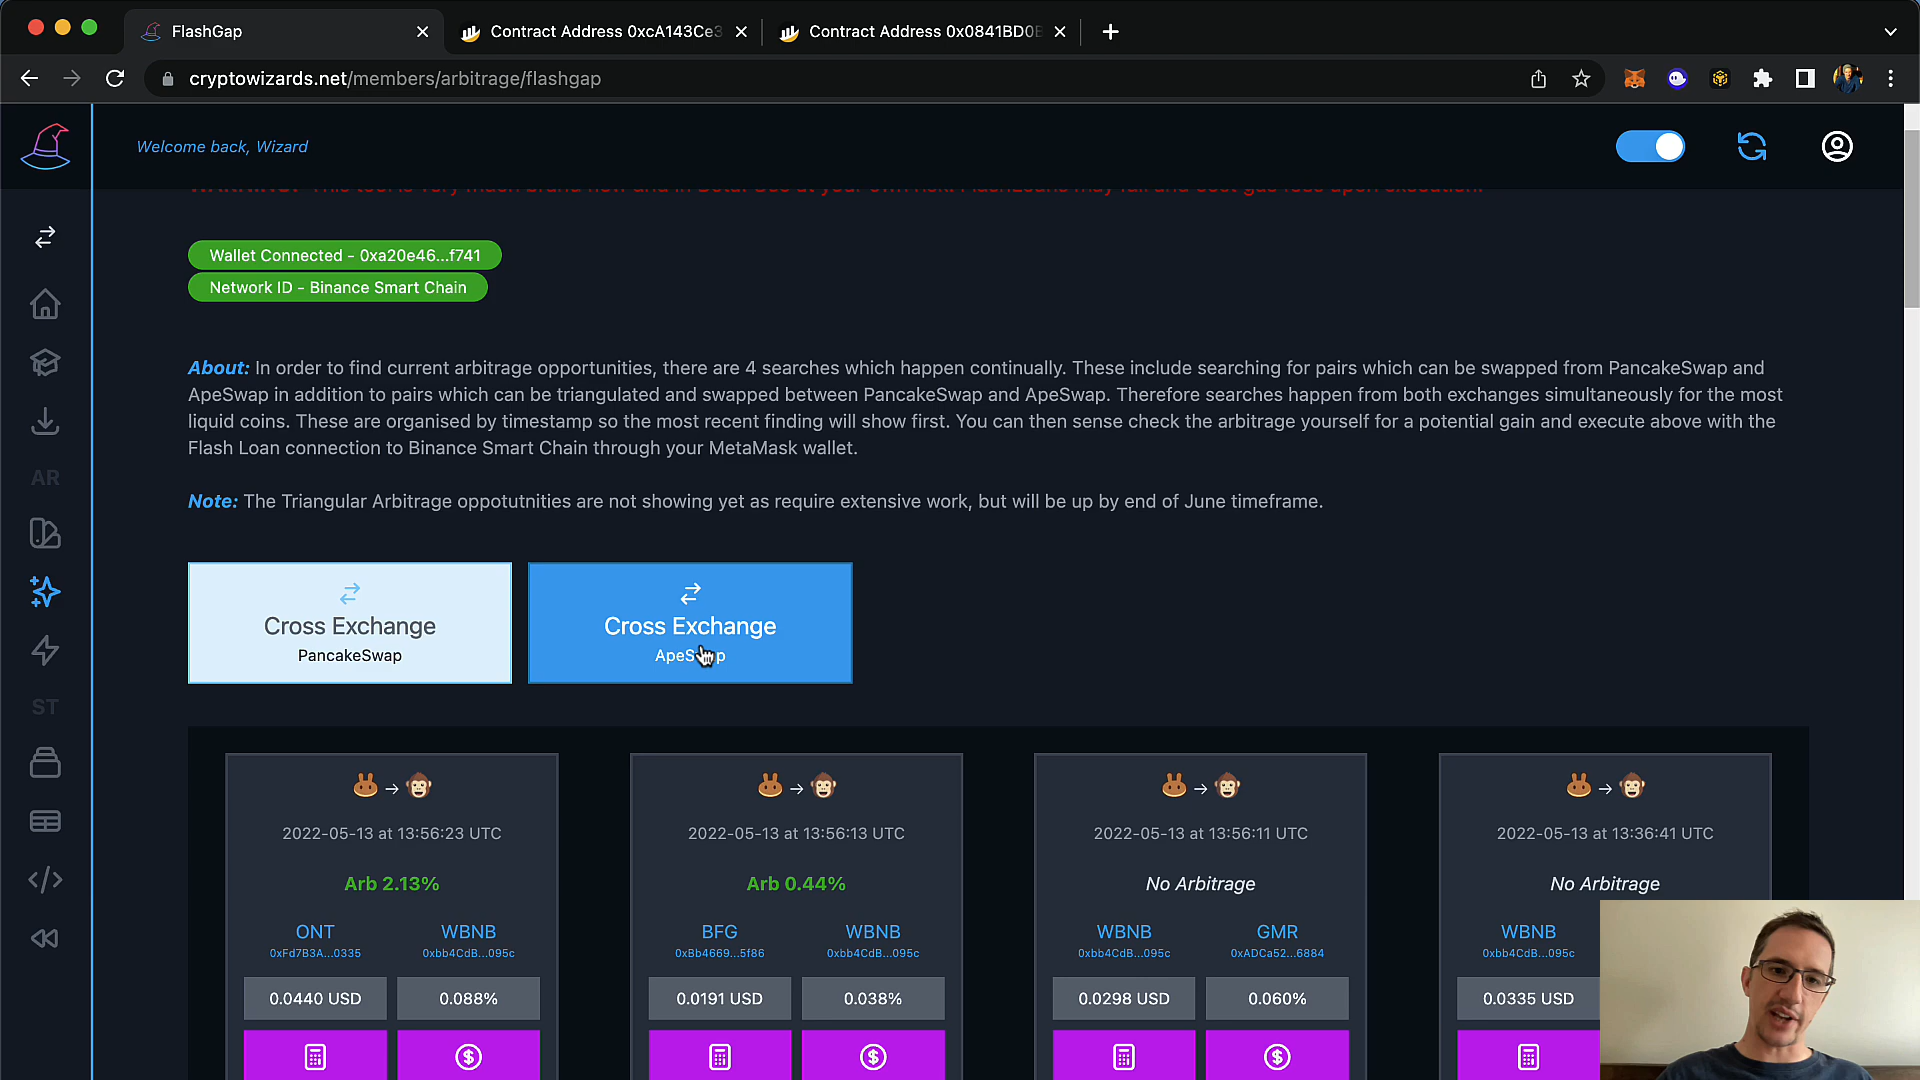 FlashGap
Contract Address 0xcA143Ce3
Contract Address 0x0841BD0B
cryptowizards.net/members/arbitrage/flashgap
Welcome back, Wizard
Wallet Connected - 0xa20e46...f741
Network ID - Binance Smart Chain
About: In order to find current arbitrage opportunities, there are 4 searches which happen continually. These include searching for pairs which can be swapped from PancakeSwap and
ApeSwap in addition to pairs which can be triangulated and swapped between PancakeSwap and ApeSwap. Therefore searches happen from both exchanges simultaneously for the most
liquid coins. These are organised by timestamp so the most recent finding will show first. You can then sense check the arbitrage yourself for a potential gain and execute above with the
Flash Loan connection to Binance Smart Chain through your MetaMask wallet.
Note: The Triangular Arbitrage oppotutnities are not showing yet as require extensive work, but will be up by end of June timeframe.
Cross Exchange
PancakeSwap
Cross Exchange
ApeSwap
AR
ST
2022-05-13 at 13:56:23 UTC
Arb 2.13%
ONT WBNB
0xFd7B3A...0335 0xbb4CdB...095c
0.0440 USD 0.088%
2022-05-13 at 13:56:13 UTC
Arb 0.44%
BFG WBNB
0xBb4669...5f86 0xbb4CdB...095c
0.0191 USD 0.038%
2022-05-13 at 13:56:11 UTC
No Arbitrage
WBNB GMR
0xbb4CdB...095c 0xADCa52...6884
0.0298 USD 0.060%
2022-05-13 at 13:36:41 UTC
No Arbitrage
WBNB
0xbb4CdB...095c
0.0335 USD